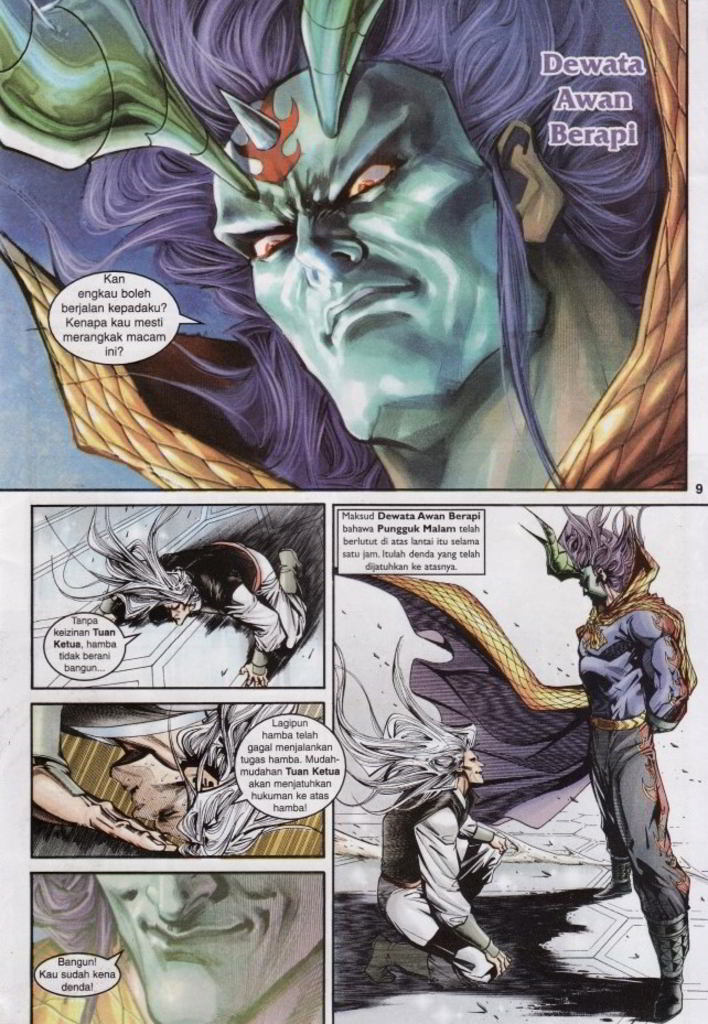 Dewata
Awan
Berapi
Kan
engkau boleh
berjalan kepadaku?
Kenapa kau mesti
merangkak macam
ini?
9
Tanpa
keizinan Tuan
Ketua, hamba
tidak berani
bangun...
Lagipun
hamba telah
gagal menjalankan
tugas hamba. Mudah-
mudahan Tuan Ketua
akan menjatuhkan
hukuman ke atas
hamba!
Bangun!
Kau sudah kena
denda!
Maksud Dewata Awan Berapi
bahawa Pungguk Malam telah
berlutut di atas lantai itu selama
satu jam. Itulah denda yang telah
dijatuhkan ke atasnya.